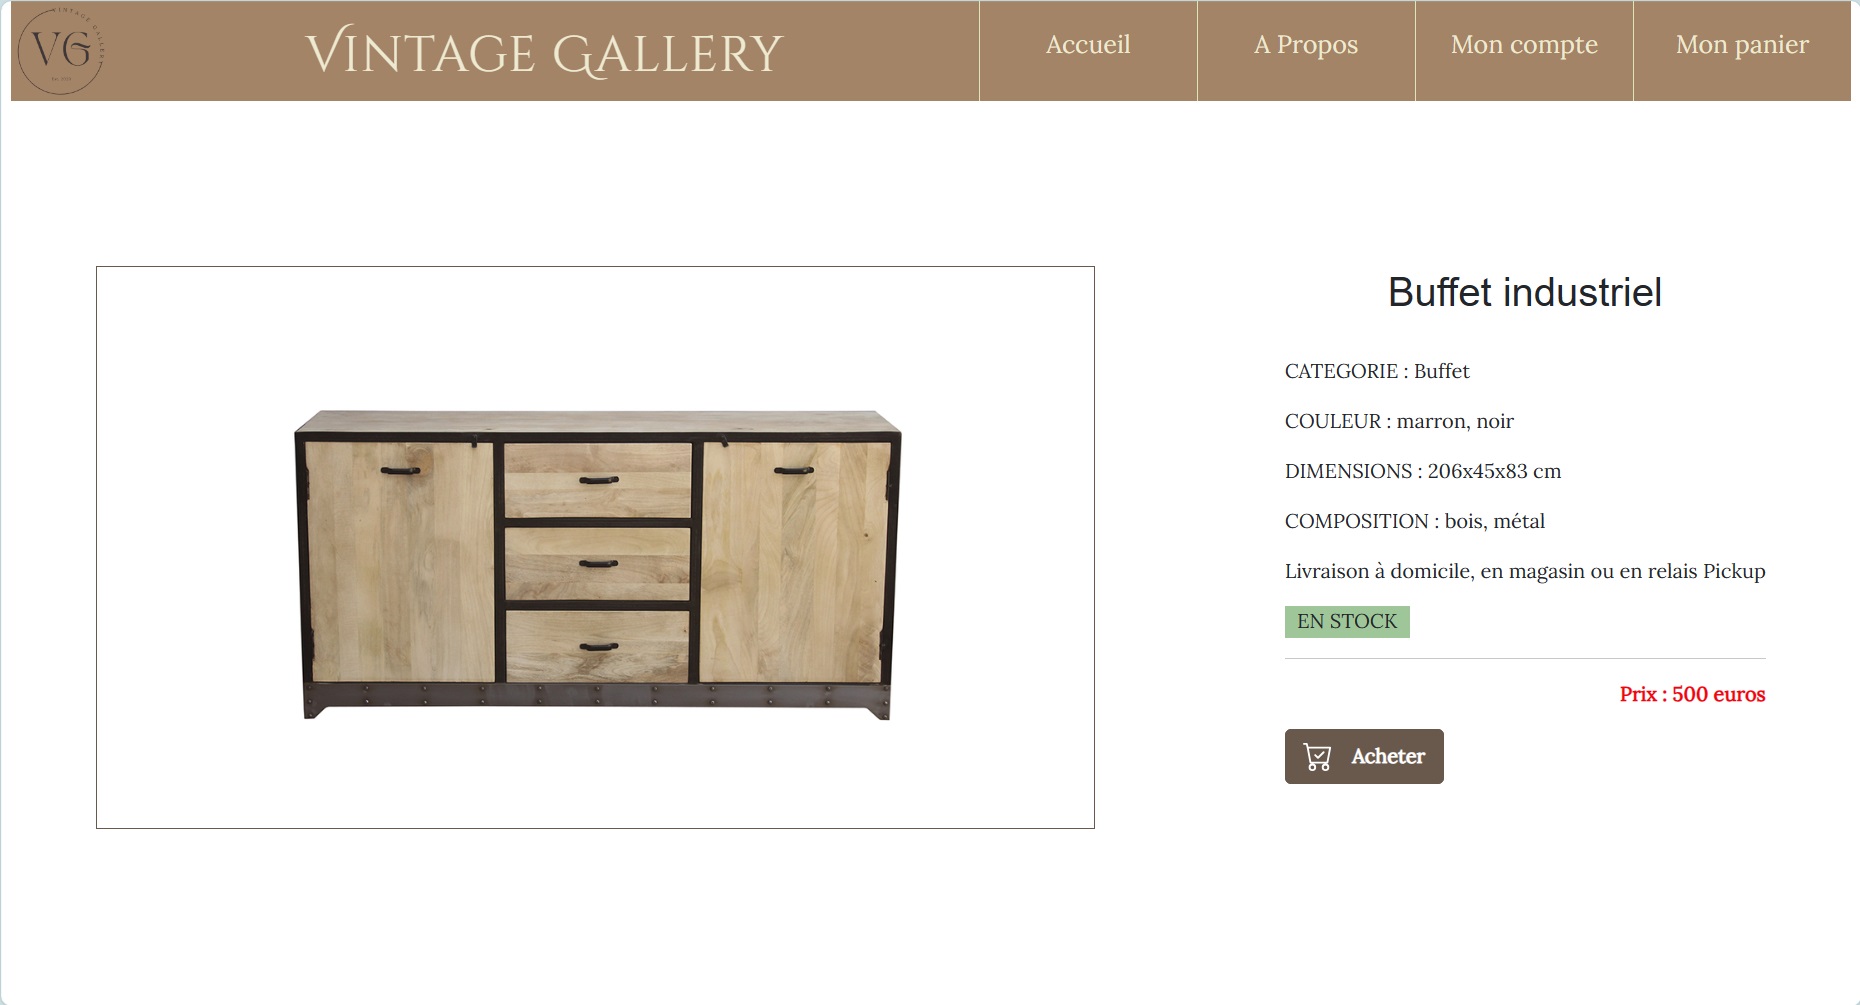 VINTAGE GALLERY
VG
VINTAGE GALLERY
Accueil
A Propos
Mon compte
Mon panier
Buffet industriel
CATEGORIE : Buffet
COULEUR : marron, noir
DIMENSIONS : 206x45x83 cm
COMPOSITION : bois, métal
Livraison à domicile, en magasin ou en relais Pickup
EN STOCK
Prix : 500 euros
Acheter